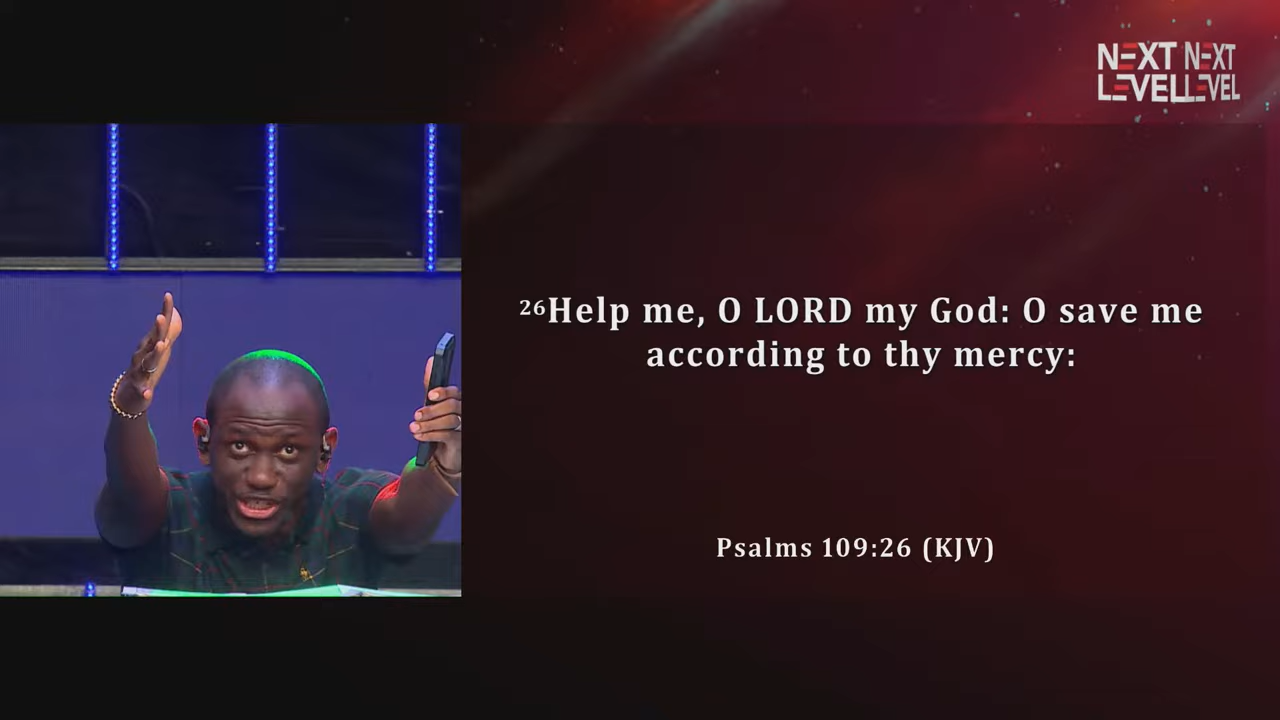 NEXT NEXT
LEVEL LEVEL
26Help me, O LORD my God: O save me
according to thy mercy:
Psalms 109:26 (KJV)